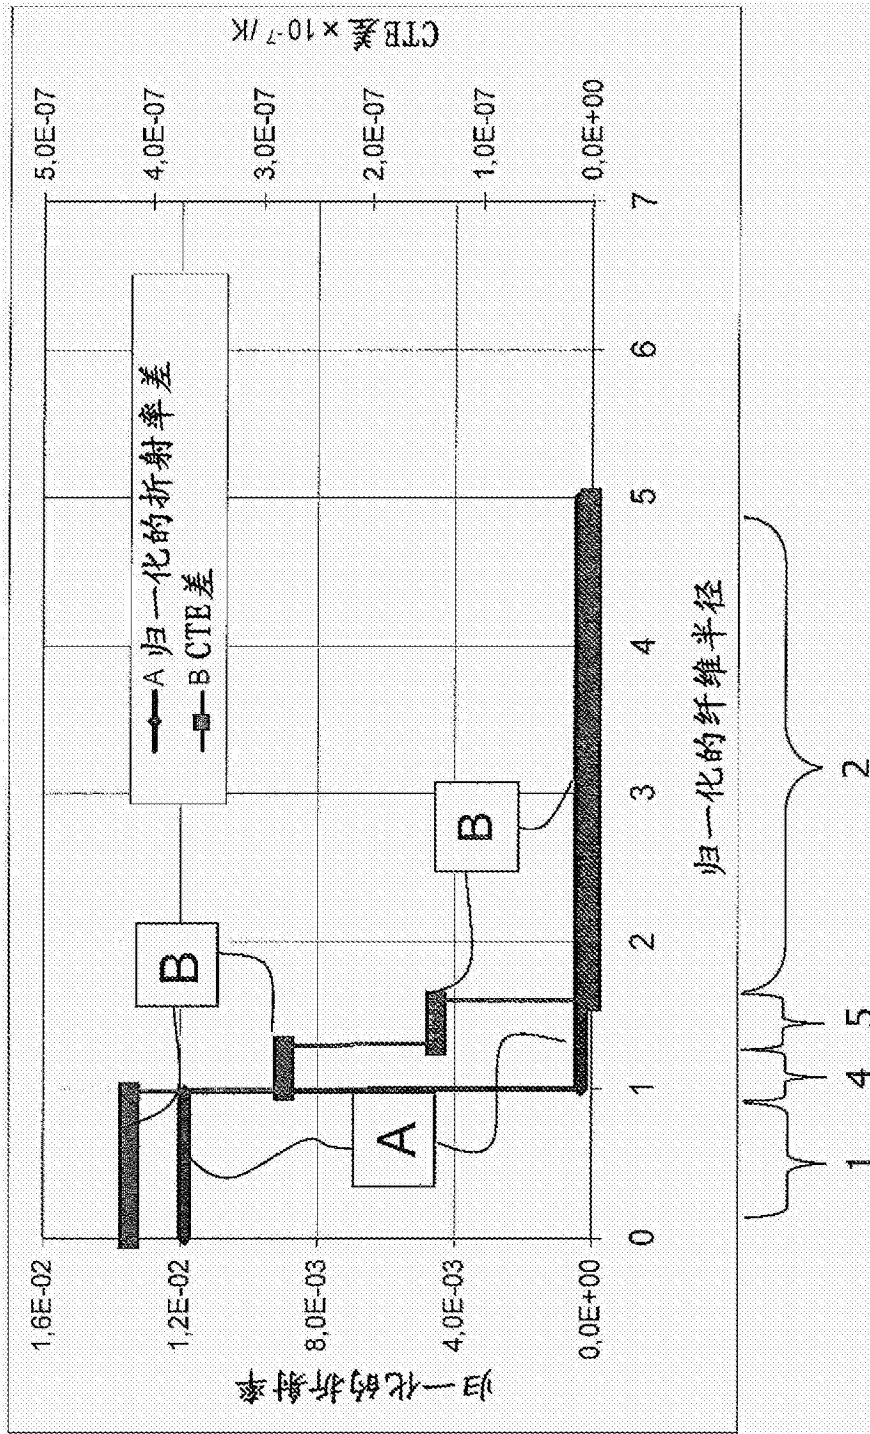 归一化的折射率
1,6E-02
1,2E-02
8,0E-03
4,0E-03
0,0E+00
CTE差×10⁻⁷/K
5,0E-07
4,0E-07
3,0E-07
2,0E-07
1,0E-07
0,0E+00
A 归一化的折射率差
B CTE差
B
B
A
0 1 2 3 4 5 6 7
归一化的纤维半径
1 4 5 2